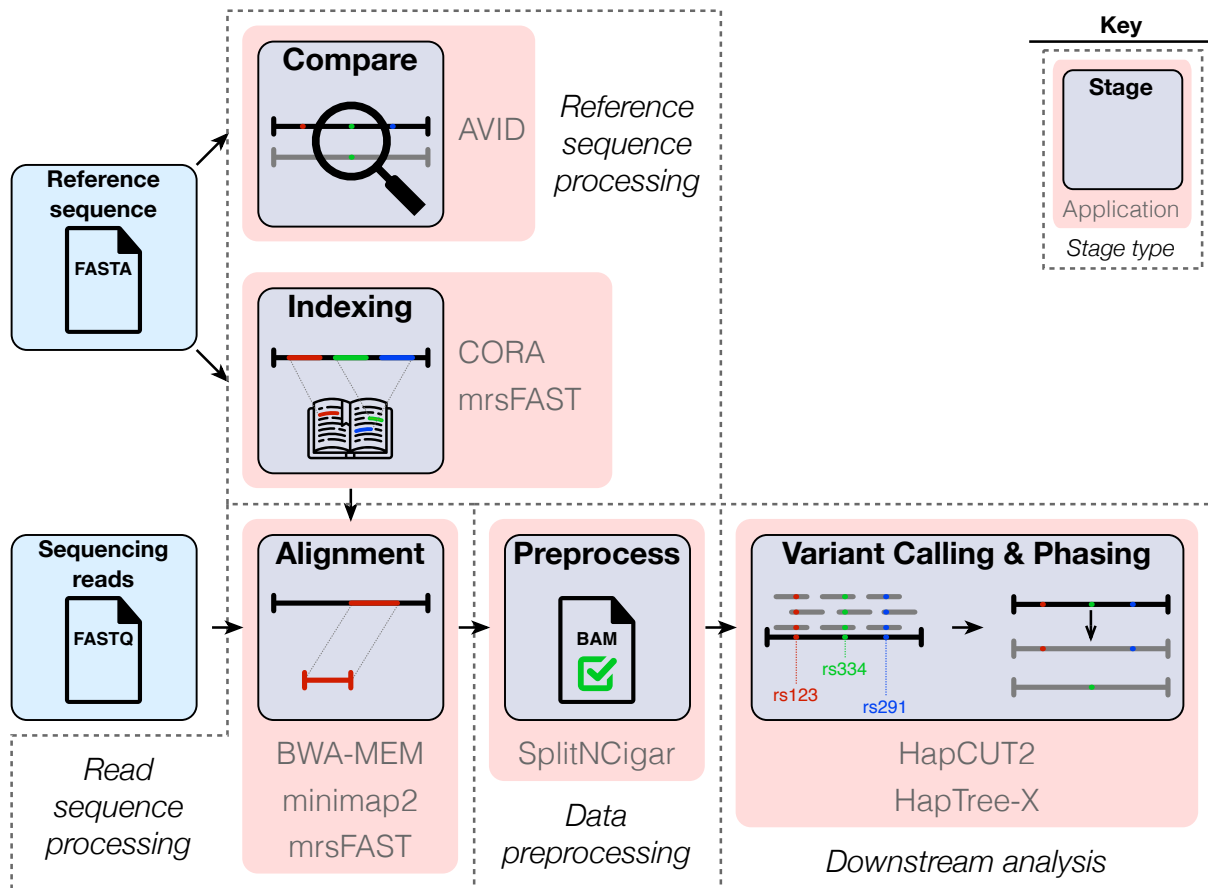 Key
Stage
Application
Stage type
Reference
sequence
FASTA
Compare
AVID
Reference
sequence
processing
Indexing
CORA
mrsFAST
Sequencing
reads
FASTQ
Alignment
BWA-MEM
minimap2
mrsFAST
Read
sequence
processing
Preprocess
BAM
SplitNCigar
Data
preprocessing
Variant Calling & Phasing
rs334
rs123
rs291
HapCUT2
HapTree-X
Downstream analysis